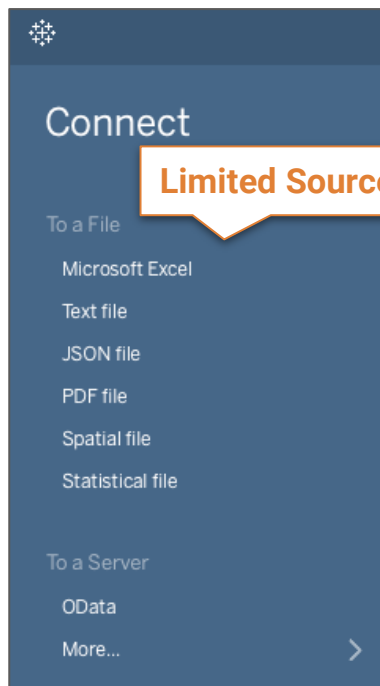 Connect
Limited Source
To a File
Microsoft Excel
Text file
JSON file
PDF file
Spatial file
Statistical file
To a Server
OData
More...